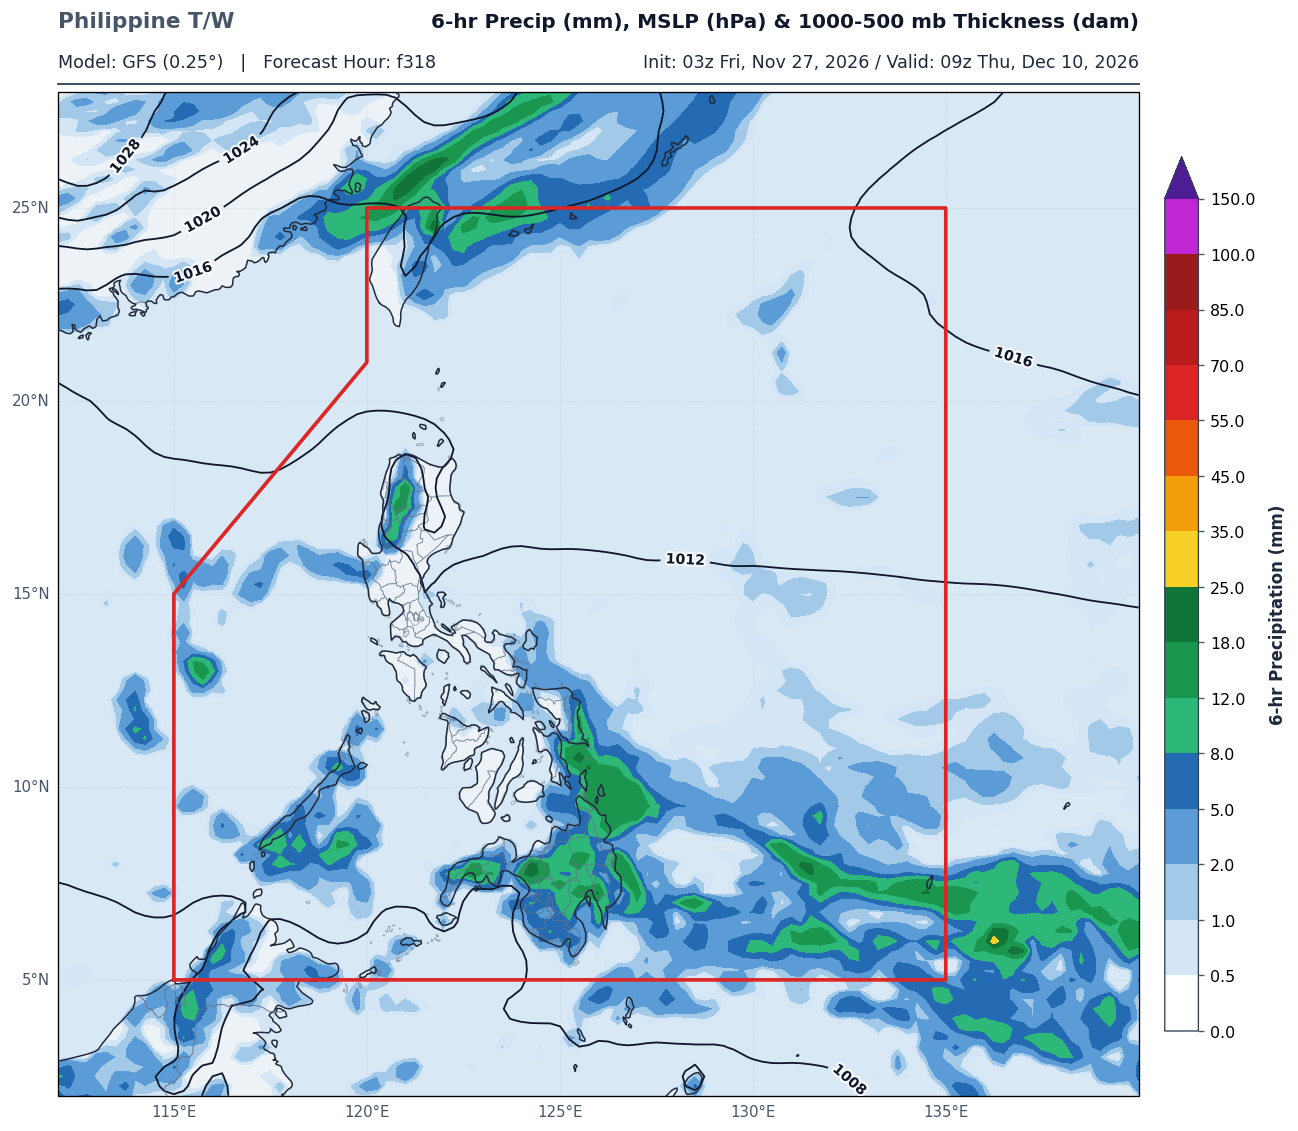 Philippine T/W
6-hr Precip (mm), MSLP (hPa) & 1000-500 mb Thickness (dam)
Model: GFS (0.25°) | Forecast Hour: f318
Init: 03z Fri, Nov 27, 2026 / Valid: 09z Thu, Dec 10, 2026
1028
1024
1020
1016
1016
1012
1008
25°N
20°N
15°N
10°N
5°N
115°E
120°E
125°E
130°E
135°E
150.0
100.0
85.0
70.0
55.0
45.0
35.0
25.0
18.0
12.0
8.0
5.0
2.0
1.0
0.5
0.0
6-hr Precipitation (mm)